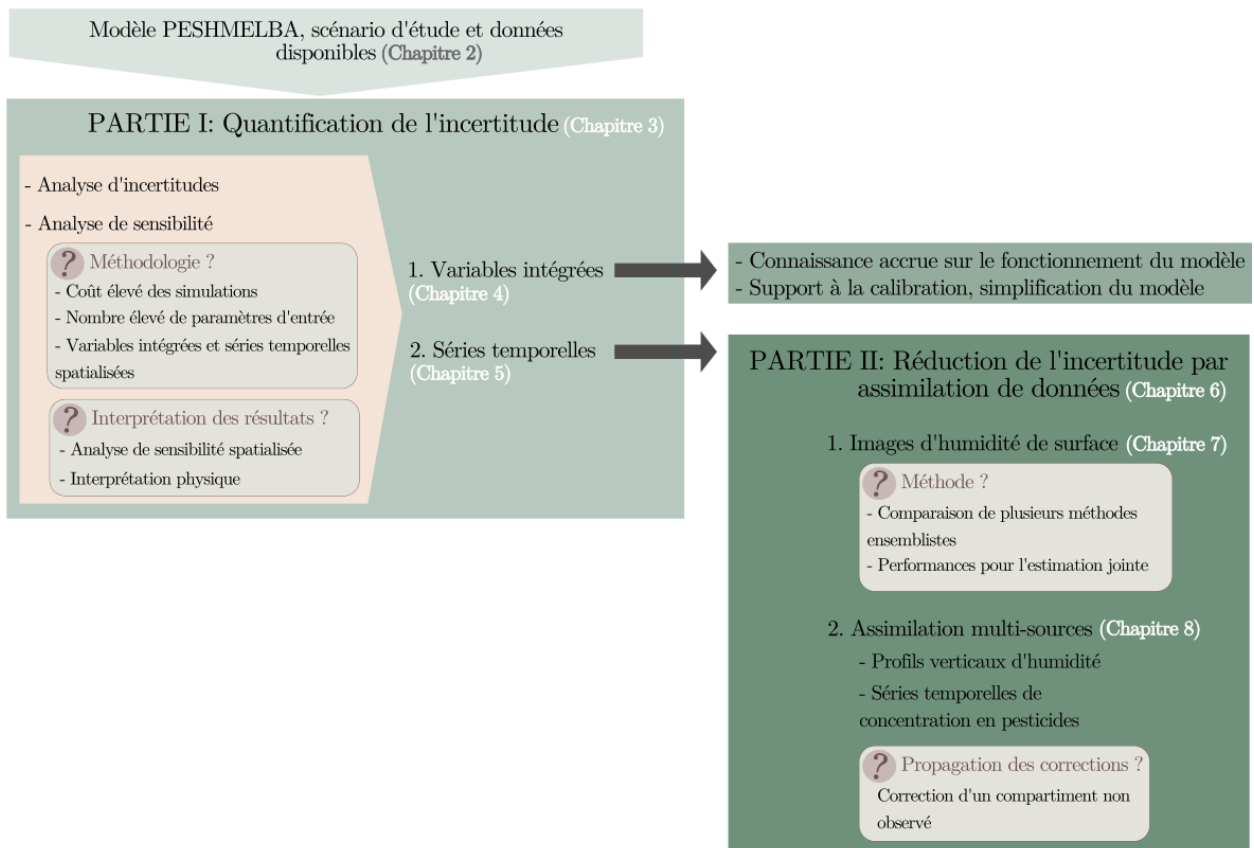 Modèle PESHMELBA, scénario d'étude et données
disponibles (Chapitre 2)
PARTIE I: Quantification de l'incertitude (Chapitre 3)
- Analyse d'incertitudes
- Analyse de sensibilité
? Méthodologie ?
- Coût élevé des simulations
- Nombre élevé de paramètres d'entrée
- Variables intégrées et séries temporelles
spatialisées
? Interprétation des résultats ?
- Analyse de sensibilité spatialisée
- Interprétation physique
1. Variables intégrées
(Chapitre 4)
2. Séries temporelles
(Chapitre 5)
- Connaissance accrue sur le fonctionnement du modèle
- Support à la calibration, simplification du modèle
PARTIE II: Réduction de l'incertitude par
assimilation de données (Chapitre 6)
1. Images d'humidité de surface (Chapitre 7)
? Méthode ?
- Comparaison de plusieurs méthodes
ensemblistes
- Performances pour l'estimation jointe
2. Assimilation multi-sources (Chapitre 8)
- Profils verticaux d'humidité
- Séries temporelles de
concentration en pesticides
? Propagation des corrections ?
Correction d'un compartiment non
observé